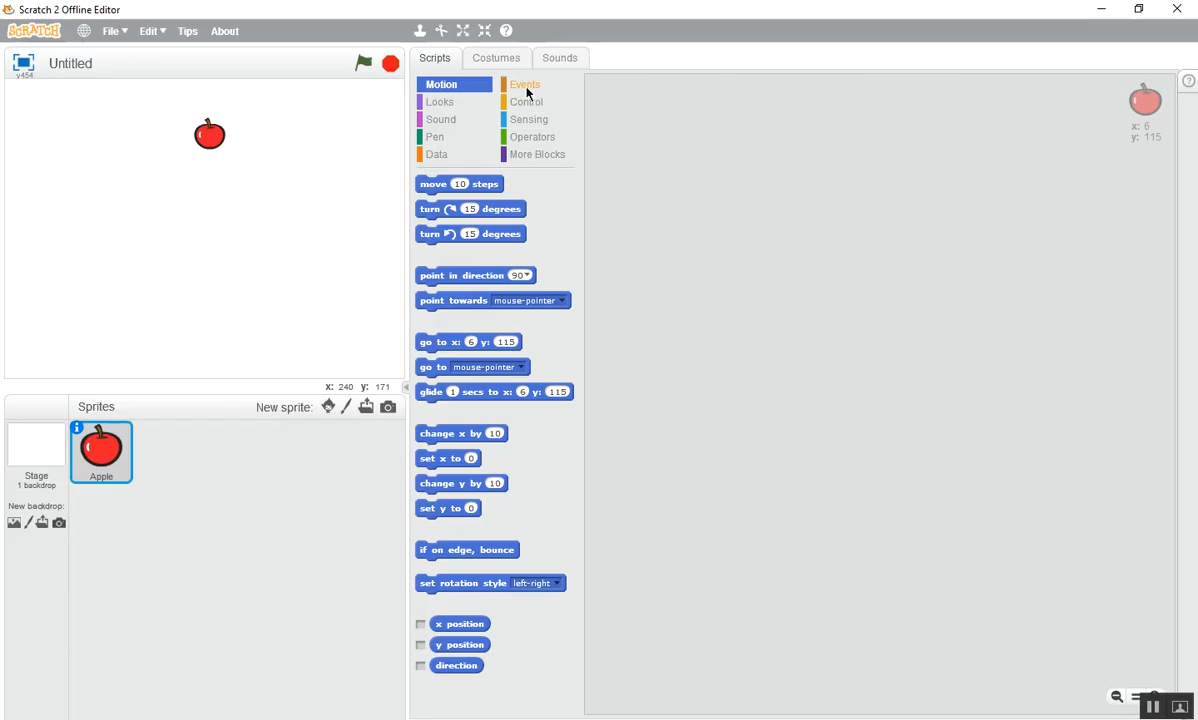 Scratch 2 Offline Editor
SCRATCH File Edit Tips About
v454 Untitled
Scripts Costumes Sounds
Motion Events
Looks Control
Sound Sensing
Pen Operators
Data More Blocks
x: 6
y: 115
move 10 steps
turn 15 degrees
turn 15 degrees
point in direction 90
point towards mouse-pointer
go to x: 6 y: 115
go to mouse-pointer
glide 1 secs to x: 6 y: 115
change x by 10
set x to 0
change y by 10
set y to 0
if on edge, bounce
set rotation style left-right
x position
y position
direction
X: 240 y: 171
Sprites New sprite:
Stage
1 backdrop
Apple
New backdrop: